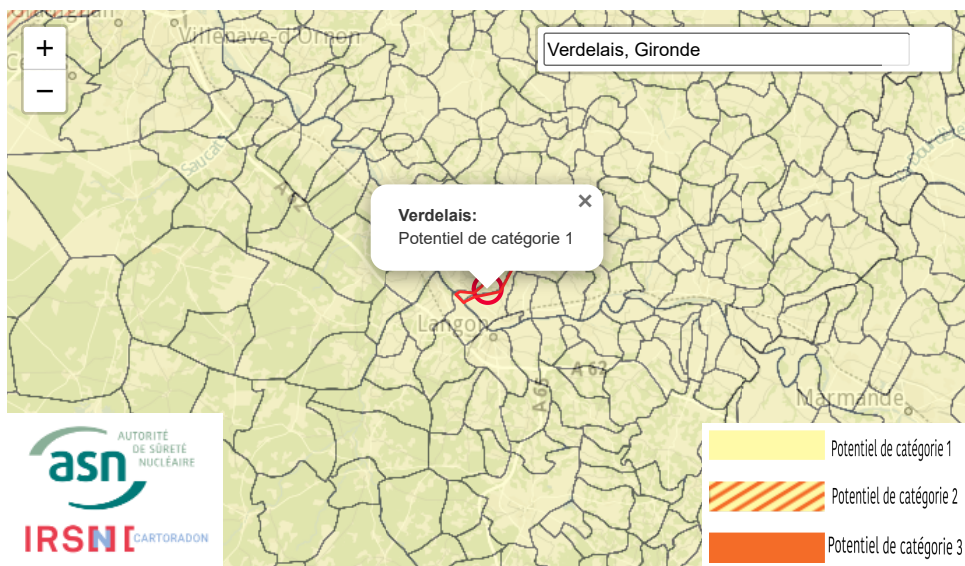 Villenave-d'Ornon
+
Verdelais, Gironde
−
Saucats
Verdelais:
×
Potentiel de catégorie 1
Langon
A 62
A 65
Marmande
AUTORITÉ
DE SÛRETÉ
NUCLÉAIRE
asn
IRSN
CARTORADON
Potentiel de catégorie 1
Potentiel de catégorie 2
Potentiel de catégorie 3